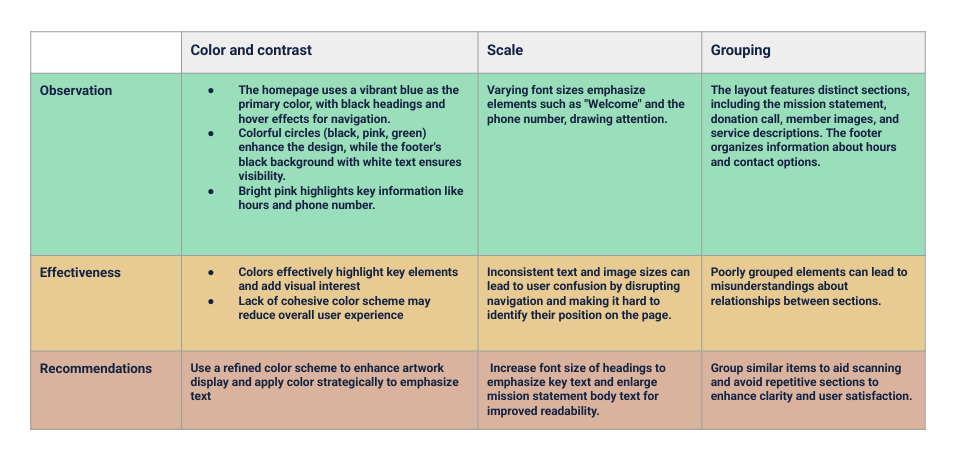 Color and contrast
Scale
Grouping
Observation
● The homepage uses a vibrant blue as the
primary color, with black headings and
hover effects for navigation.
● Colorful circles (black, pink, green)
enhance the design, while the footer's
black background with white text ensures
visibility.
● Bright pink highlights key information like
hours and phone number.
Varying font sizes emphasize
elements such as "Welcome" and the
phone number, drawing attention.
The layout features distinct sections,
including the mission statement,
donation call, member images, and
service descriptions. The footer
organizes information about hours
and contact options.
Effectiveness
● Colors effectively highlight key elements
and add visual interest
● Lack of cohesive color scheme may
reduce overall user experience
Inconsistent text and image sizes can
lead to user confusion by disrupting
navigation and making it hard to
identify their position on the page.
Poorly grouped elements can lead to
misunderstandings about
relationships between sections.
Recommendations
Use a refined color scheme to enhance artwork
display and apply color strategically to emphasize
text
Increase font size of headings to
emphasize key text and enlarge
mission statement body text for
improved readability.
Group similar items to aid scanning
and avoid repetitive sections to
enhance clarity and user satisfaction.